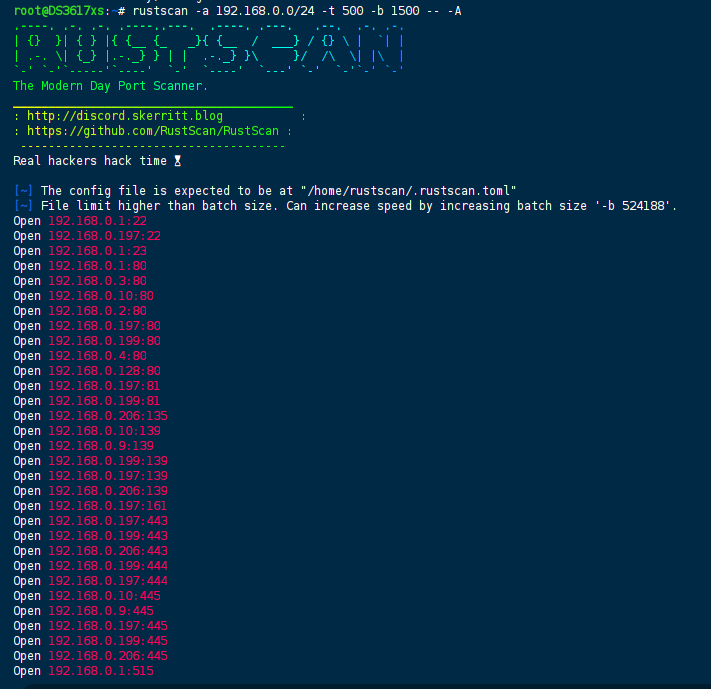 root@DS3617xs:~# rustscan -a 192.168.0.0/24 -t 500 -b 1500 -- -A
.----. .-. .-. .----..---.  .----. .---.   .--.  .-. .-.
| {}  }| { } |{ {__ {_   _}{ {__  /  ___} / {} \ |  `| |
| .-. \| {_} |.-._} } | |  .-._} }\     }/  /\  \| |\  |
`-' `-'`-----'`----'  `-'  `----'  `---' `-'  `-'`-' `-'
The Modern Day Port Scanner.
________________________________________
: http://discord.skerritt.blog           :
: https://github.com/RustScan/RustScan :
 --------------------------------------
Real hackers hack time ⌛
[~] The config file is expected to be at "/home/rustscan/.rustscan.toml"
[~] File limit higher than batch size. Can increase speed by increasing batch size '-b 524188'.
Open 192.168.0.1:22
Open 192.168.0.197:22
Open 192.168.0.1:23
Open 192.168.0.1:80
Open 192.168.0.3:80
Open 192.168.0.10:80
Open 192.168.0.2:80
Open 192.168.0.197:80
Open 192.168.0.199:80
Open 192.168.0.4:80
Open 192.168.0.128:80
Open 192.168.0.197:81
Open 192.168.0.199:81
Open 192.168.0.206:135
Open 192.168.0.10:139
Open 192.168.0.9:139
Open 192.168.0.199:139
Open 192.168.0.197:139
Open 192.168.0.206:139
Open 192.168.0.197:161
Open 192.168.0.197:443
Open 192.168.0.199:443
Open 192.168.0.206:443
Open 192.168.0.199:444
Open 192.168.0.197:444
Open 192.168.0.10:445
Open 192.168.0.9:445
Open 192.168.0.197:445
Open 192.168.0.199:445
Open 192.168.0.206:445
Open 192.168.0.1:515